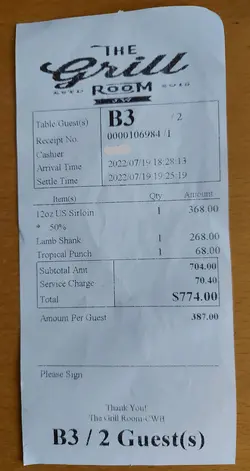 THE
Grill
ESTD 2013
ROOM
Table Guest(s) B3 / 2
Receipt No. 0000106984 /1
Cashier
Arrival Time 2022/07/19 18:28:13
Settle Time 2022/07/19 19:25:19
Item(s) Qty Amount
12oz US Sirloin 1 368.00
* 50%
Lamb Shank 1 268.00
Tropical Punch 1 68.00
Subtotal Amt 704.00
Service Charge 70.40
Total $774.00
Amount Per Guest 387.00
Please Sign
Thank You!
The Grill Room-CWB
B3 / 2 Guest(s)